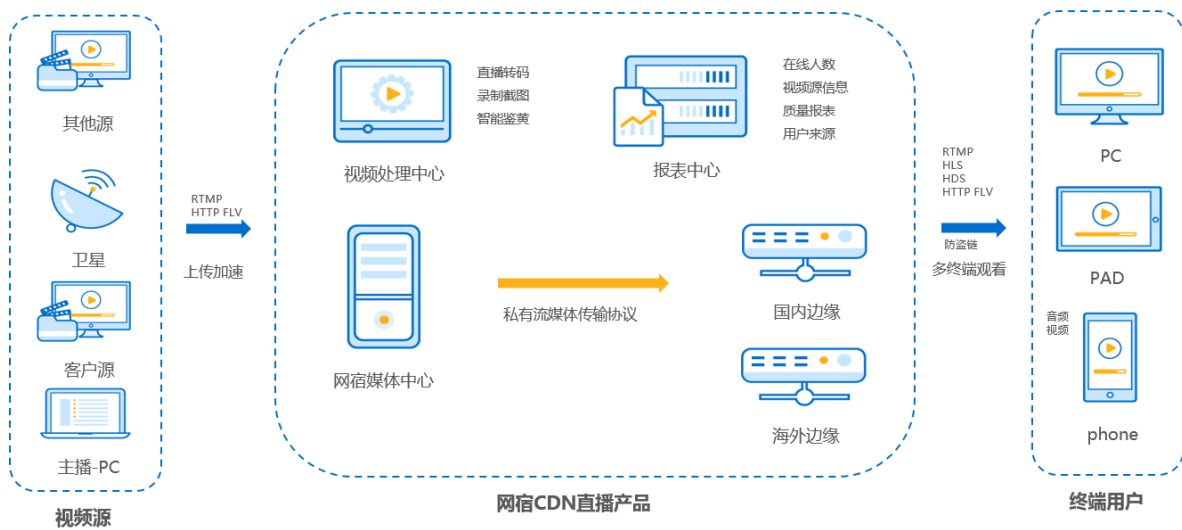 其他源
卫星
客户源
主播-PC
视频源
RTMP
HTTP FLV
上传加速
直播转码
录制截图
智能鉴黄
视频处理中心
在线人数
视频源信息
质量报表
用户来源
报表中心
网宿媒体中心
私有流媒体传输协议
国内边缘
海外边缘
网宿CDN直播产品
RTMP
HLS
HDS
HTTP FLV
防盗链
多终端观看
PC
PAD
音频
视频
phone
终端用户